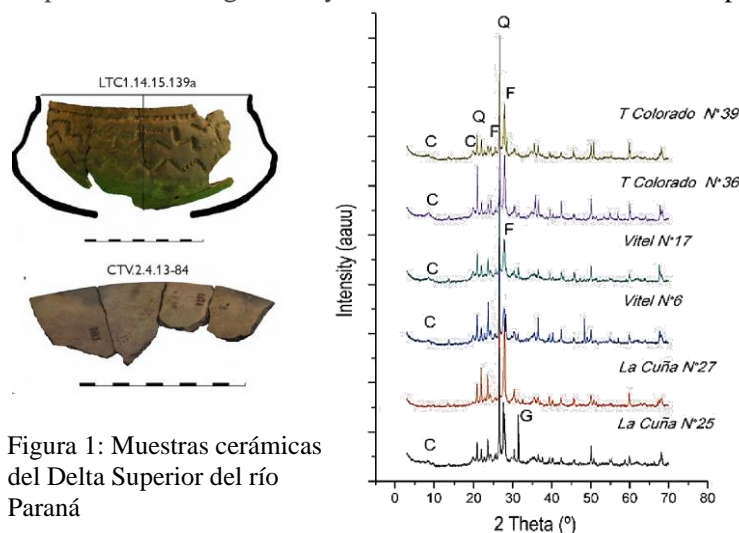 LTC1.14.15.139a
CTV.2.4.13-84
Figura 1: Muestras cerámicas
del Delta Superior del río
Paraná
Q
F
Q
F
C
C
T Colorado N°39
C
T Colorado N°36
F
Vitel N°17
C
Vitel N°6
C
La Cuña N°27
G
La Cuña N°25
C
Intensity (aauu)
0 10 20 30 40 50 60 70 80
2 Theta (º)